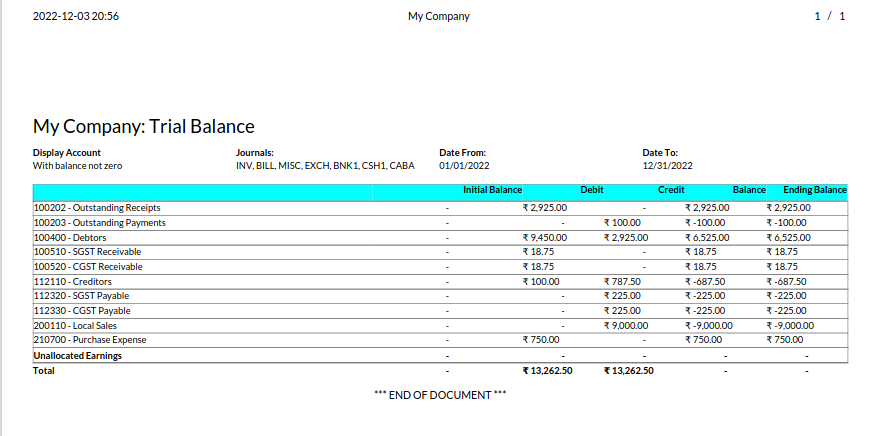 2022-12-03 20:56 My Company 1 / 1
My Company: Trial Balance
Display Account Journals: Date From: Date To:
With balance not zero INV, BILL, MISC, EXCH, BNK1, CSH1, CABA 01/01/2022 12/31/2022
Initial Balance Debit Credit Balance Ending Balance
100202 - Outstanding Receipts - ₹ 2,925.00 - ₹ 2,925.00 ₹ 2,925.00
100203 - Outstanding Payments - - ₹ 100.00 ₹ -100.00 ₹ -100.00
100400 - Debtors - ₹ 9,450.00 ₹ 2,925.00 ₹ 6,525.00 ₹ 6,525.00
100510 - SGST Receivable - ₹ 18.75 - ₹ 18.75 ₹ 18.75
100520 - CGST Receivable - ₹ 18.75 - ₹ 18.75 ₹ 18.75
112110 - Creditors - ₹ 100.00 ₹ 787.50 ₹ -687.50 ₹ -687.50
112320 - SGST Payable - - ₹ 225.00 ₹ -225.00 ₹ -225.00
112330 - CGST Payable - - ₹ 225.00 ₹ -225.00 ₹ -225.00
200110 - Local Sales - - ₹ 9,000.00 ₹ -9,000.00 ₹ -9,000.00
210700 - Purchase Expense - ₹ 750.00 - ₹ 750.00 ₹ 750.00
Unallocated Earnings - - - - -
Total - ₹ 13,262.50 ₹ 13,262.50 - -
*** END OF DOCUMENT ***